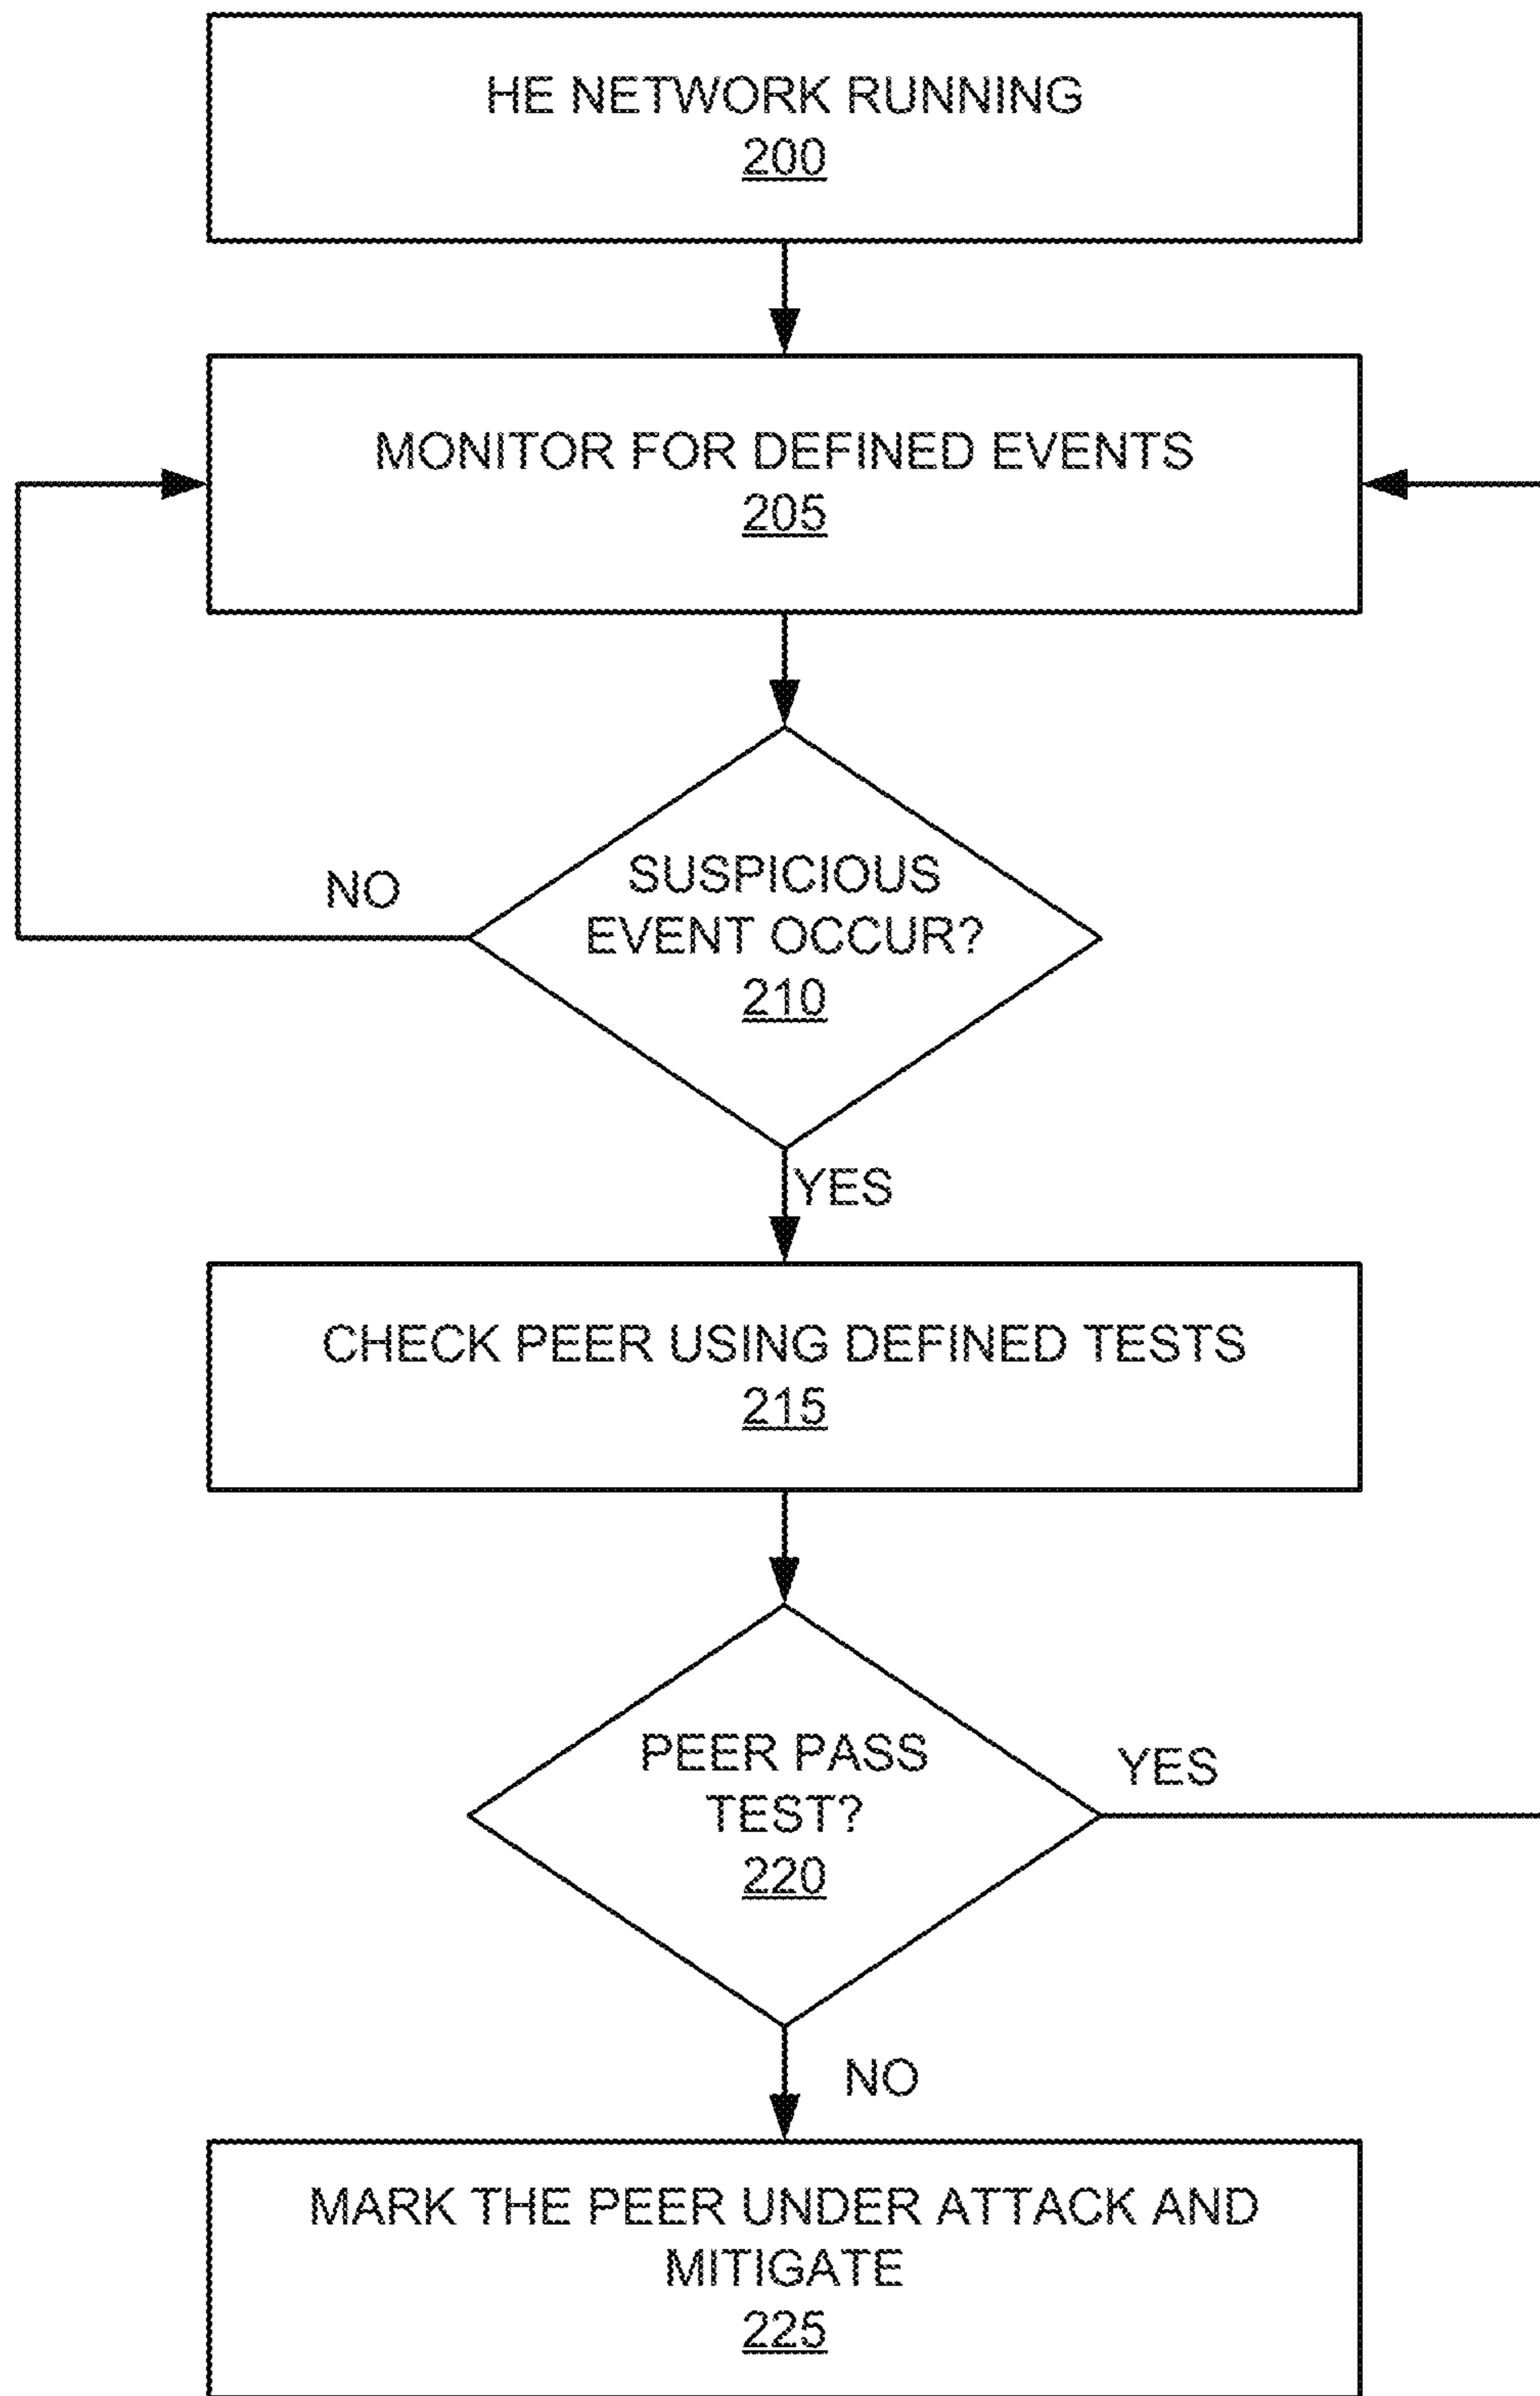 HE NETWORK RUNNING
200
MONITOR FOR DEFINED EVENTS
205
SUSPICIOUS
EVENT OCCUR?
210
NO
YES
CHECK PEER USING DEFINED TESTS
215
PEER PASS
TEST?
220
YES
NO
MARK THE PEER UNDER ATTACK AND
MITIGATE
225